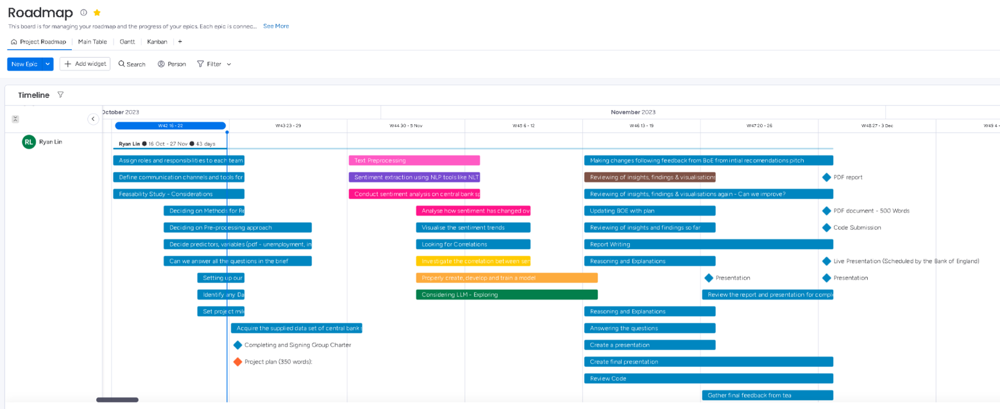 Roadmap
This board is for managing your roadmap and the progress of your epics. Each epic is connec... See More
Project Roadmap Main Table Gantt Kanban +
New Epic Add widget Search Person Filter
Timeline
October 2023 November 2023
W42 16 - 22 W43 23 - 29 W44 30 - 5 Nov W45 6 - 12 W46 13 - 19 W47 20 - 26 W48 27 - 3 Dec W49 4 -
RL Ryan Lin
Ryan Lin ● 16 Oct - 27 Nov ● 43 days
Assign roles and responsibilities to each team Text Preprocessing Making changes following feedback from BoE from intial recomendations pitch
Define communication channels and tools for Sentiment extraction using NLP tools like NLT Reviewing of insights, findings & visualisations PDF report
Feasability Study - Considerations Conduct sentiment analysis on central bank sp Reviewing of insights, findings & visualisations again - Can we improve?
Deciding on Methods for Re Analyse how sentiment has changed ov Updating BOE with plan PDF document - 500 Words
Deciding on Pre-processing approach Visualise the sentiment trends Reviewing of insights and findings so far Code Submission
Decide predictors, variables (pdf - unemployment, in Looking for Correlations Report Writing
Can we answer all the questions in the brief Investigate the correlation between sen Reasoning and Explanations Live Presentation (Scheduled by the Bank of England)
Setting up our Properly create, develop and train a model Presentation Presentation
Identify any Da Considering LLM - Exploring Review the report and presentation for comple
Set project mil Reasoning and Explanations
Acquire the supplied data set of central bank s Answering the questions
Completing and Signing Group Charter Create a presentation
Project plan (350 words): Create final presentation
Review Code
Gather final feedback from tea